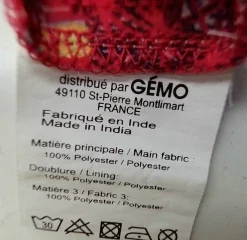 distribué par GÉMO
49110 St-Pierre Montlimart
FRANCE
Fabriqué en Inde
Made in India
Matière principale / Main fabric
100% Polyester / Polyester
Doublure / Lining:
100% Polyester / Polyester
Matière 3 / Fabric 3:
100% Polyester / Polyester
30